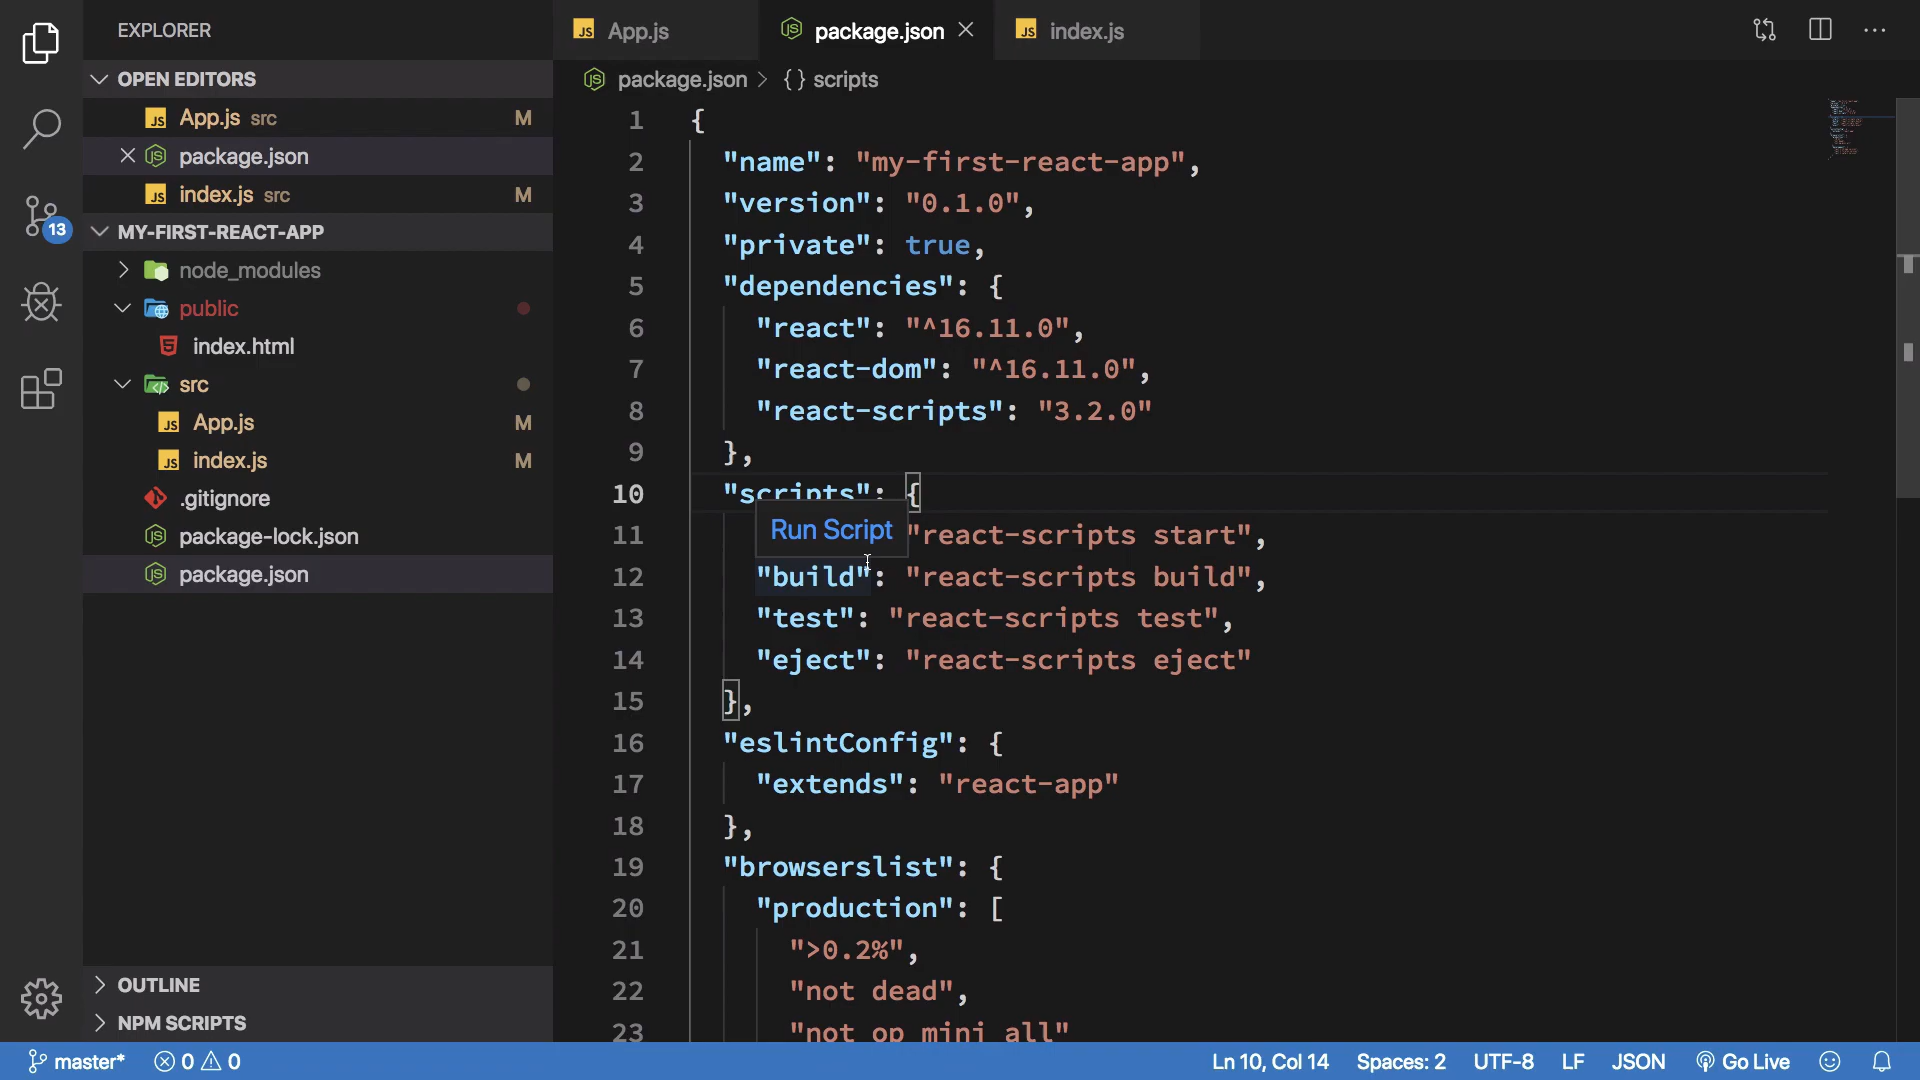 EXPLORER
OPEN EDITORS
App.js src M
package.json
index.js src M
13
MY-FIRST-REACT-APP
node_modules
public
index.html
src
App.js M
index.js M
.gitignore
package-lock.json
package.json
OUTLINE
NPM SCRIPTS
App.js package.json index.js
package.json > {} scripts
1 {
2 "name": "my-first-react-app",
3 "version": "0.1.0",
4 "private": true,
5 "dependencies": {
6 "react": "^16.11.0",
7 "react-dom": "^16.11.0",
8 "react-scripts": "3.2.0"
9 },
10 "scripts": {
Run Script
11 "react-scripts start",
12 "build": "react-scripts build",
13 "test": "react-scripts test",
14 "eject": "react-scripts eject"
15 },
16 "eslintConfig": {
17 "extends": "react-app"
18 },
19 "browserslist": {
20 "production": [
21 ">0.2%",
22 "not dead",
23 "not op_mini all"
master* 0 0 Ln 10, Col 14 Spaces: 2 UTF-8 LF JSON Go Live